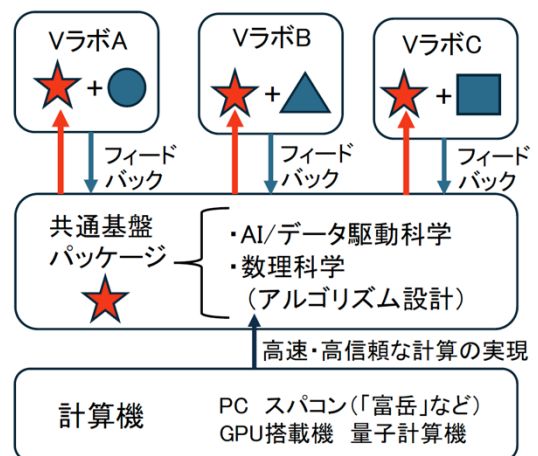 VラボA
VラボB
VラボC
+
+
+
フィード
バック
フィード
バック
フィード
バック
共通基盤
パッケージ
・AI/データ駆動科学
・数理科学
（アルゴリズム設計）
高速・高信頼な計算の実現
計算機
PC スパコン（「富岳」など）
GPU搭載機 量子計算機